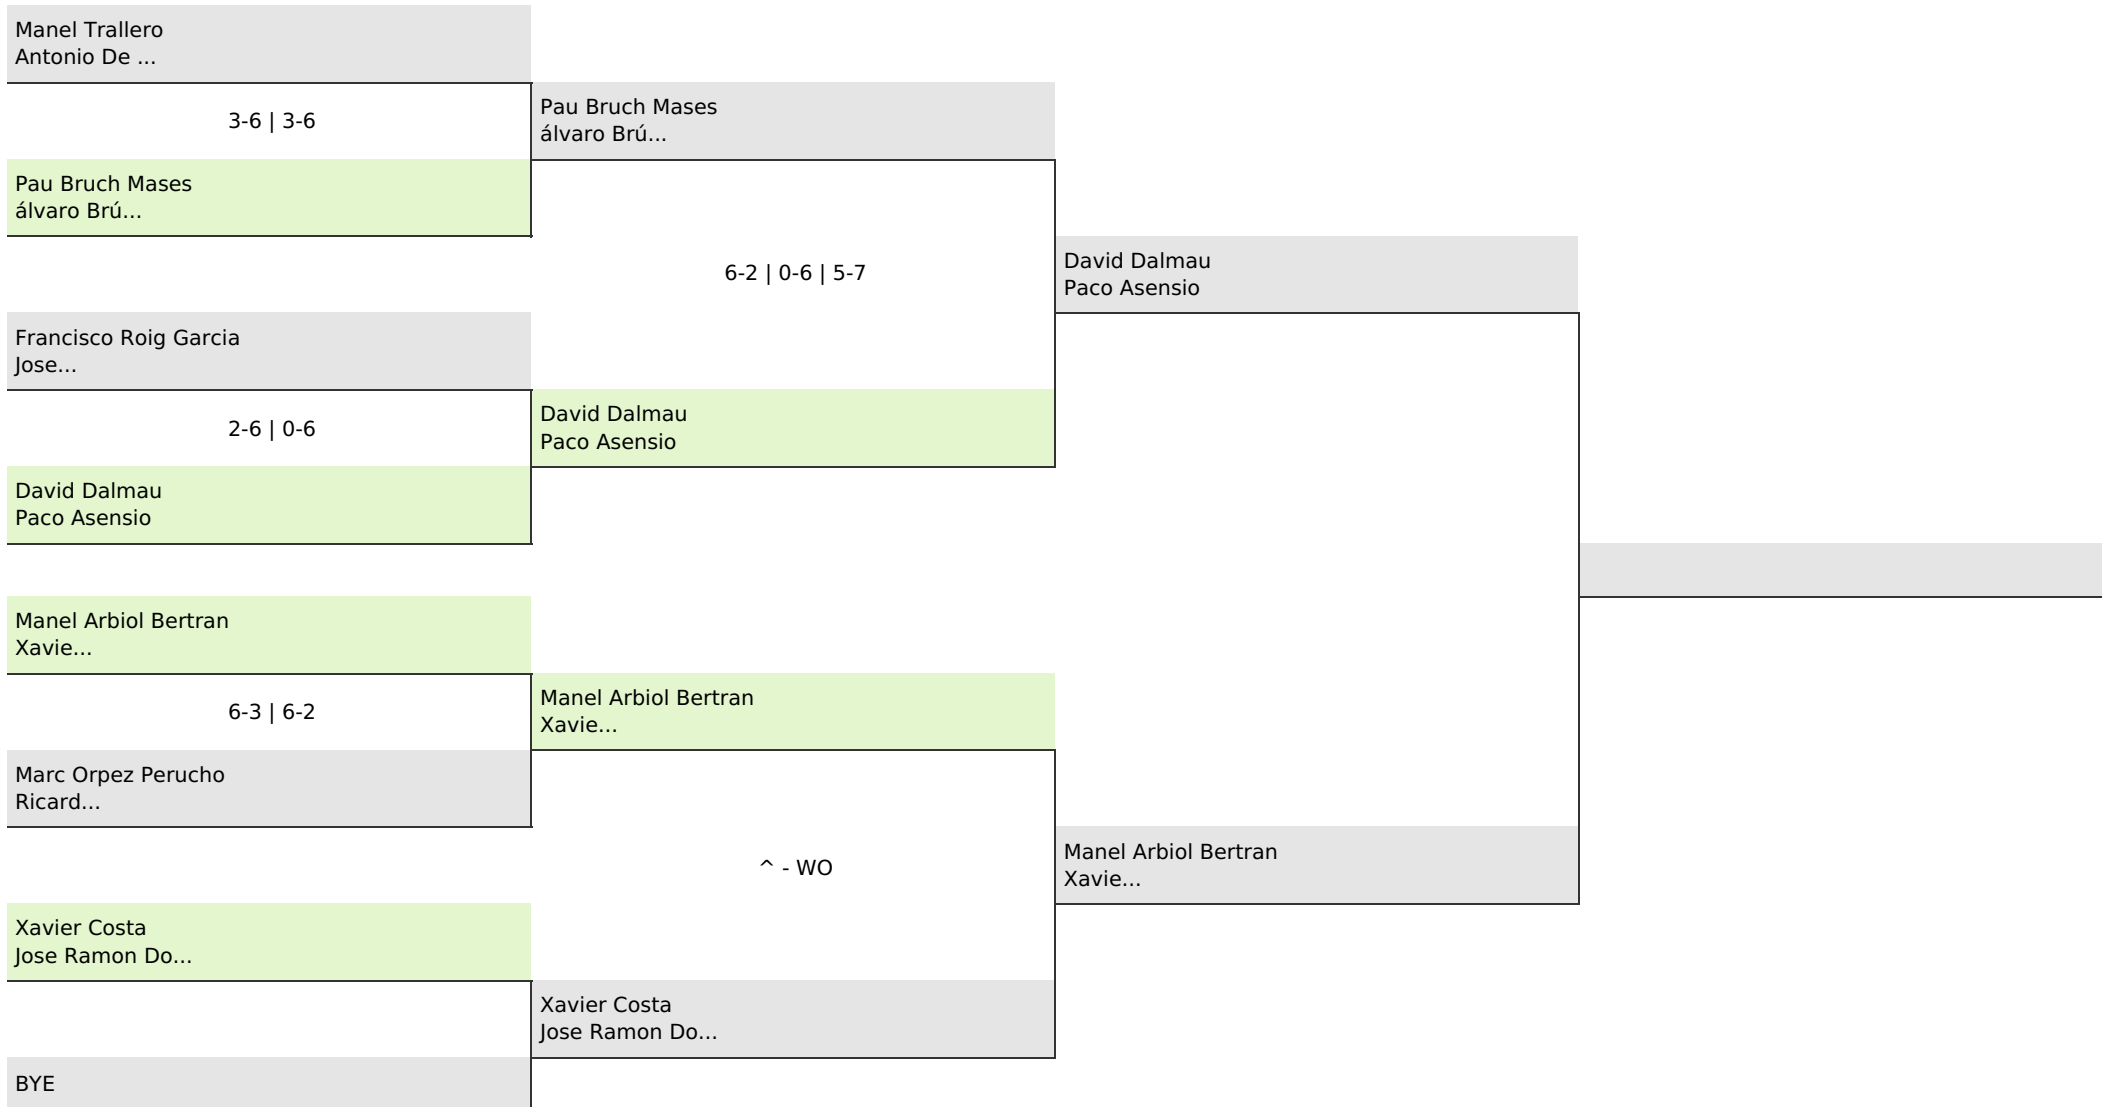 Manel Trallero
Antonio De ...
3-6 | 3-6
Pau Bruch Mases
álvaro Brú...
Francisco Roig Garcia
Jose...
2-6 | 0-6
David Dalmau
Paco Asensio
Manel Arbiol Bertran
Xavie...
6-3 | 6-2
Marc Orpez Perucho
Ricard...
Xavier Costa
Jose Ramon Do...
BYE
Pau Bruch Mases
álvaro Brú...
6-2 | 0-6 | 5-7
David Dalmau
Paco Asensio
Manel Arbiol Bertran
Xavie...
^ - WO
Xavier Costa
Jose Ramon Do...
David Dalmau
Paco Asensio
Manel Arbiol Bertran
Xavie...